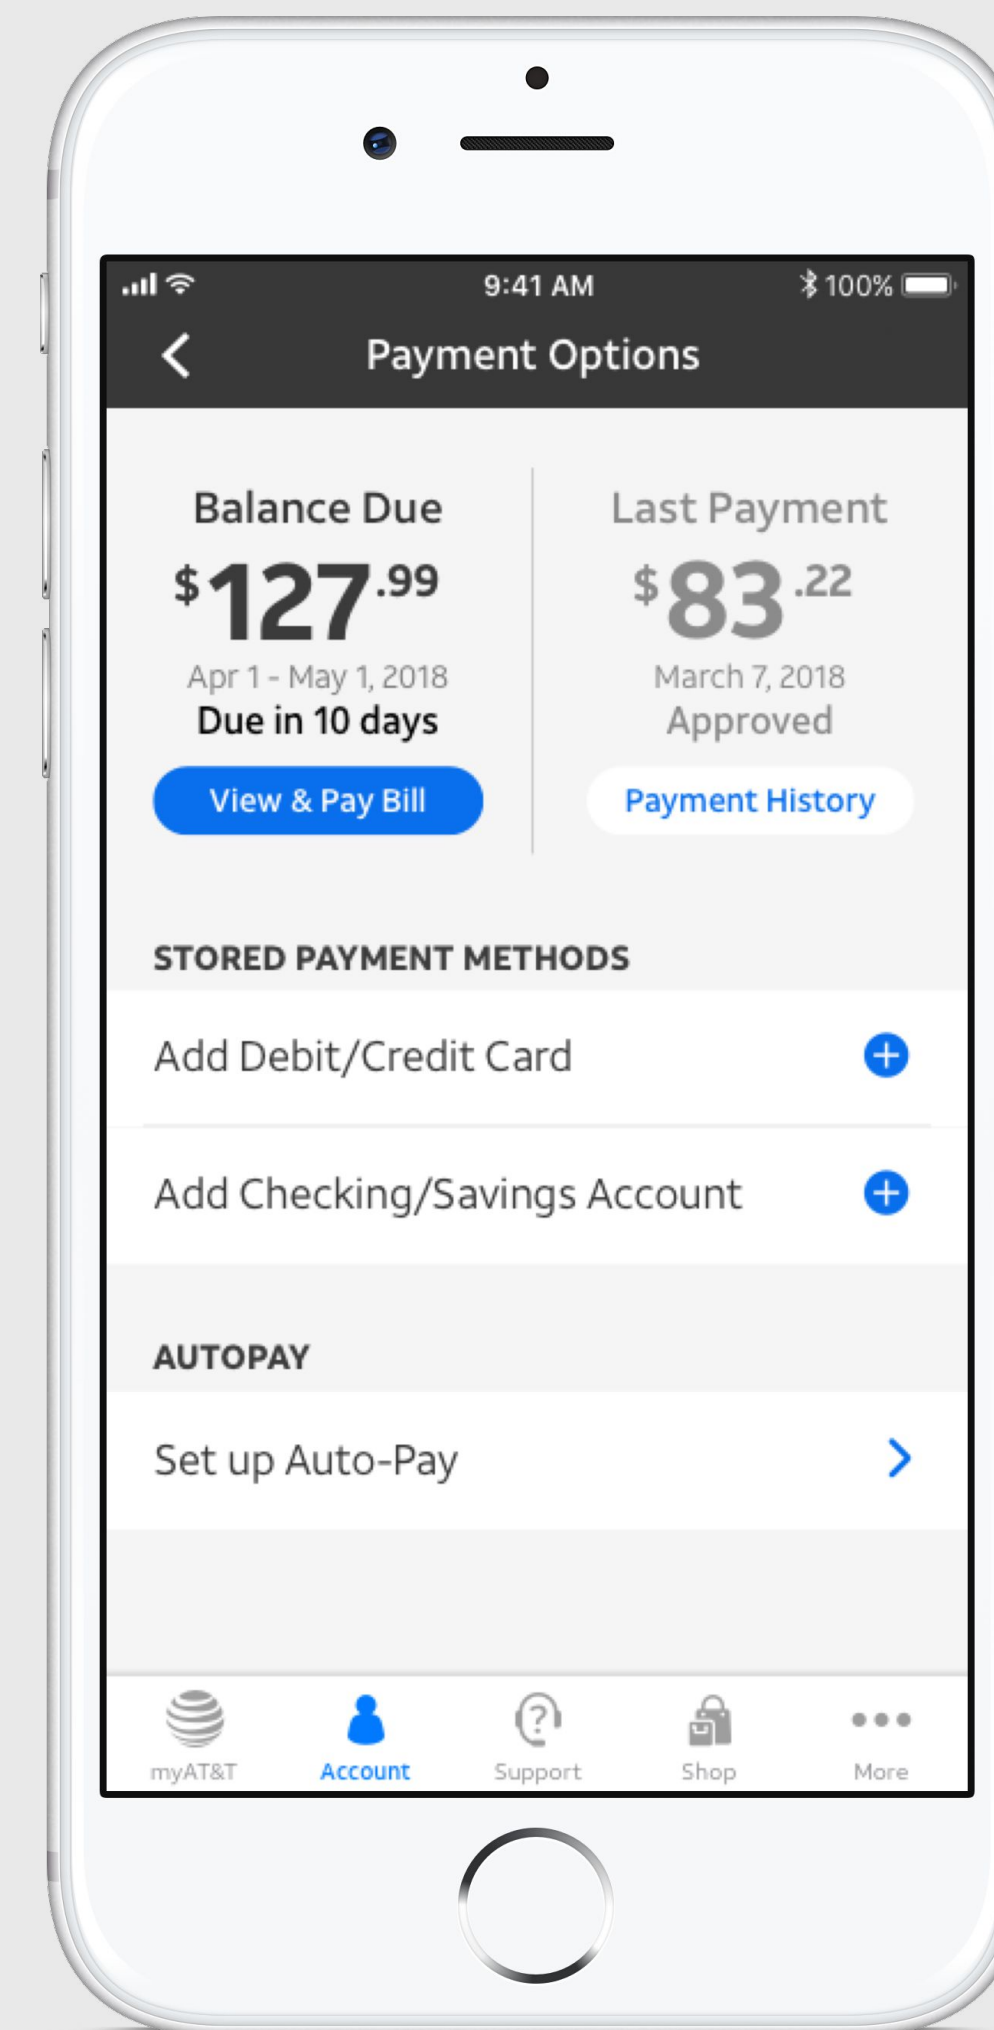 9:41 AM
100%
Payment Options
Balance Due
$127.99
Apr 1 - May 1, 2018
Due in 10 days
View & Pay Bill
Last Payment
$83.22
March 7, 2018
Approved
Payment History
STORED PAYMENT METHODS
Add Debit/Credit Card
Add Checking/Savings Account
AUTOPAY
Set up Auto-Pay
myAT&T
Account
Support
Shop
More